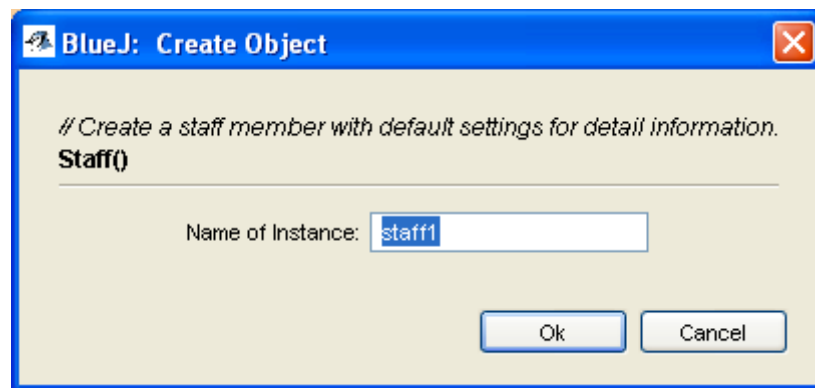 BlueJ: Create Object
// Create a staff member with default settings for detail information.
Staff()
Name of Instance: staff1
Ok Cancel